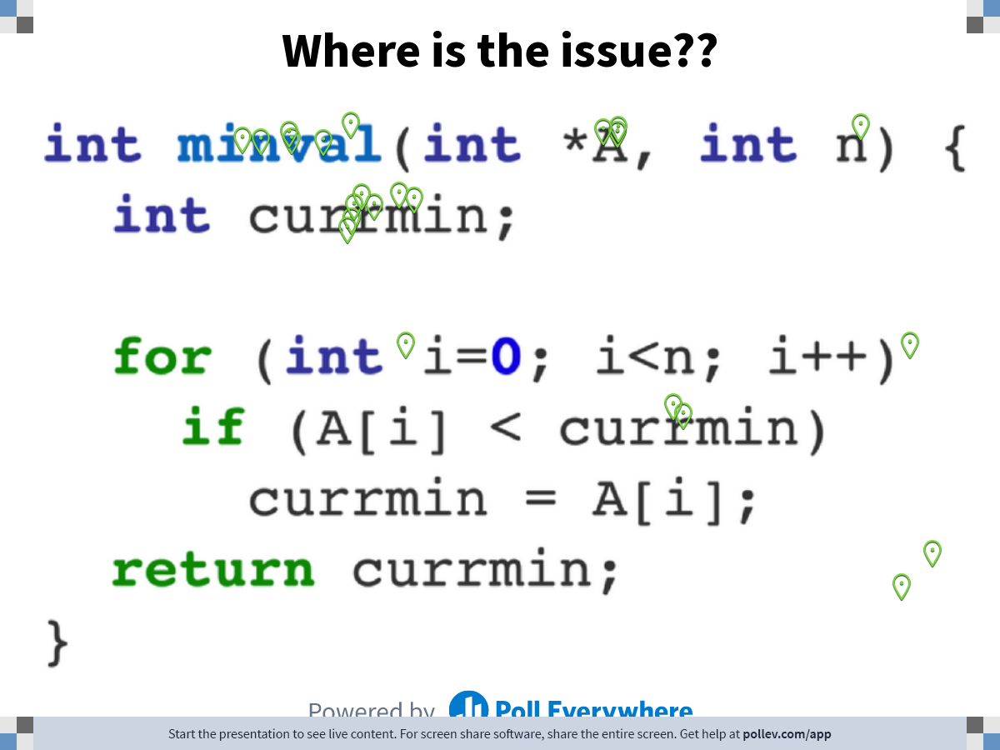 Where is the issue??
int minval(int *A, int n) {
int currmin;
for (int i=0; i<n; i++)
if (A[i] < currmin)
currmin = A[i];
return currmin;
}
Powered by Poll Everywhere
Start the presentation to see live content. For screen share software, share the entire screen. Get help at pollev.com/app